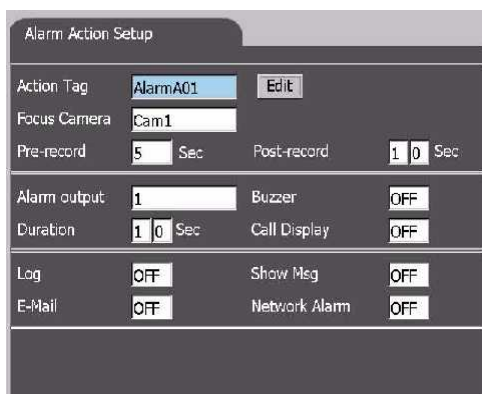 Alarm Action Setup
Action Tag AlarmA01 Edit
Focus Camera Cam1
Pre-record 5 Sec Post-record 1 0 Sec
Alarm output 1 Buzzer OFF
Duration 1 0 Sec Call Display OFF
Log OFF Show Msg OFF
E-Mail OFF Network Alarm OFF